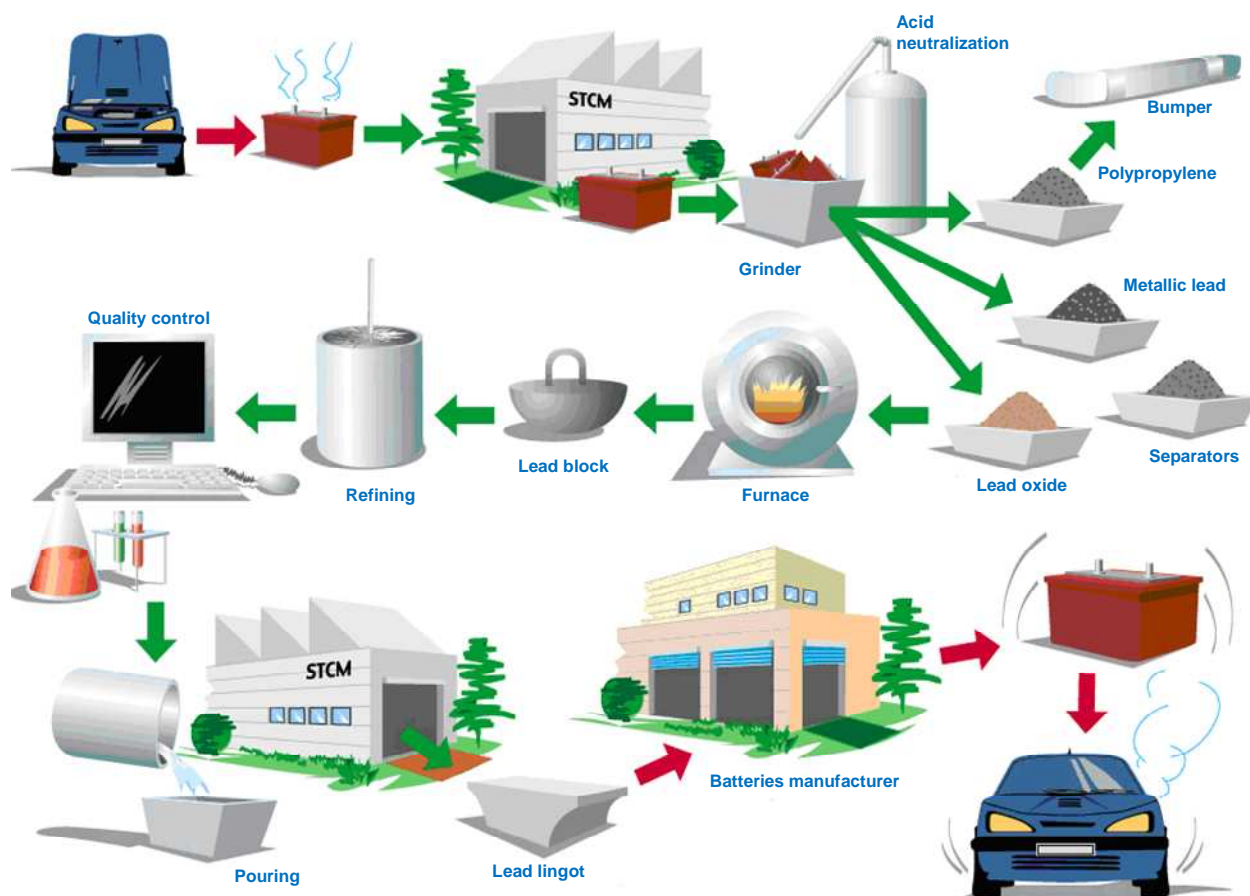 Acid
neutralization
STCM
Bumper
Polypropylene
Grinder
Metallic lead
Quality control
Separators
Lead block
Lead oxide
Refining
Furnace
STCM
Batteries manufacturer
Pouring
Lead lingot